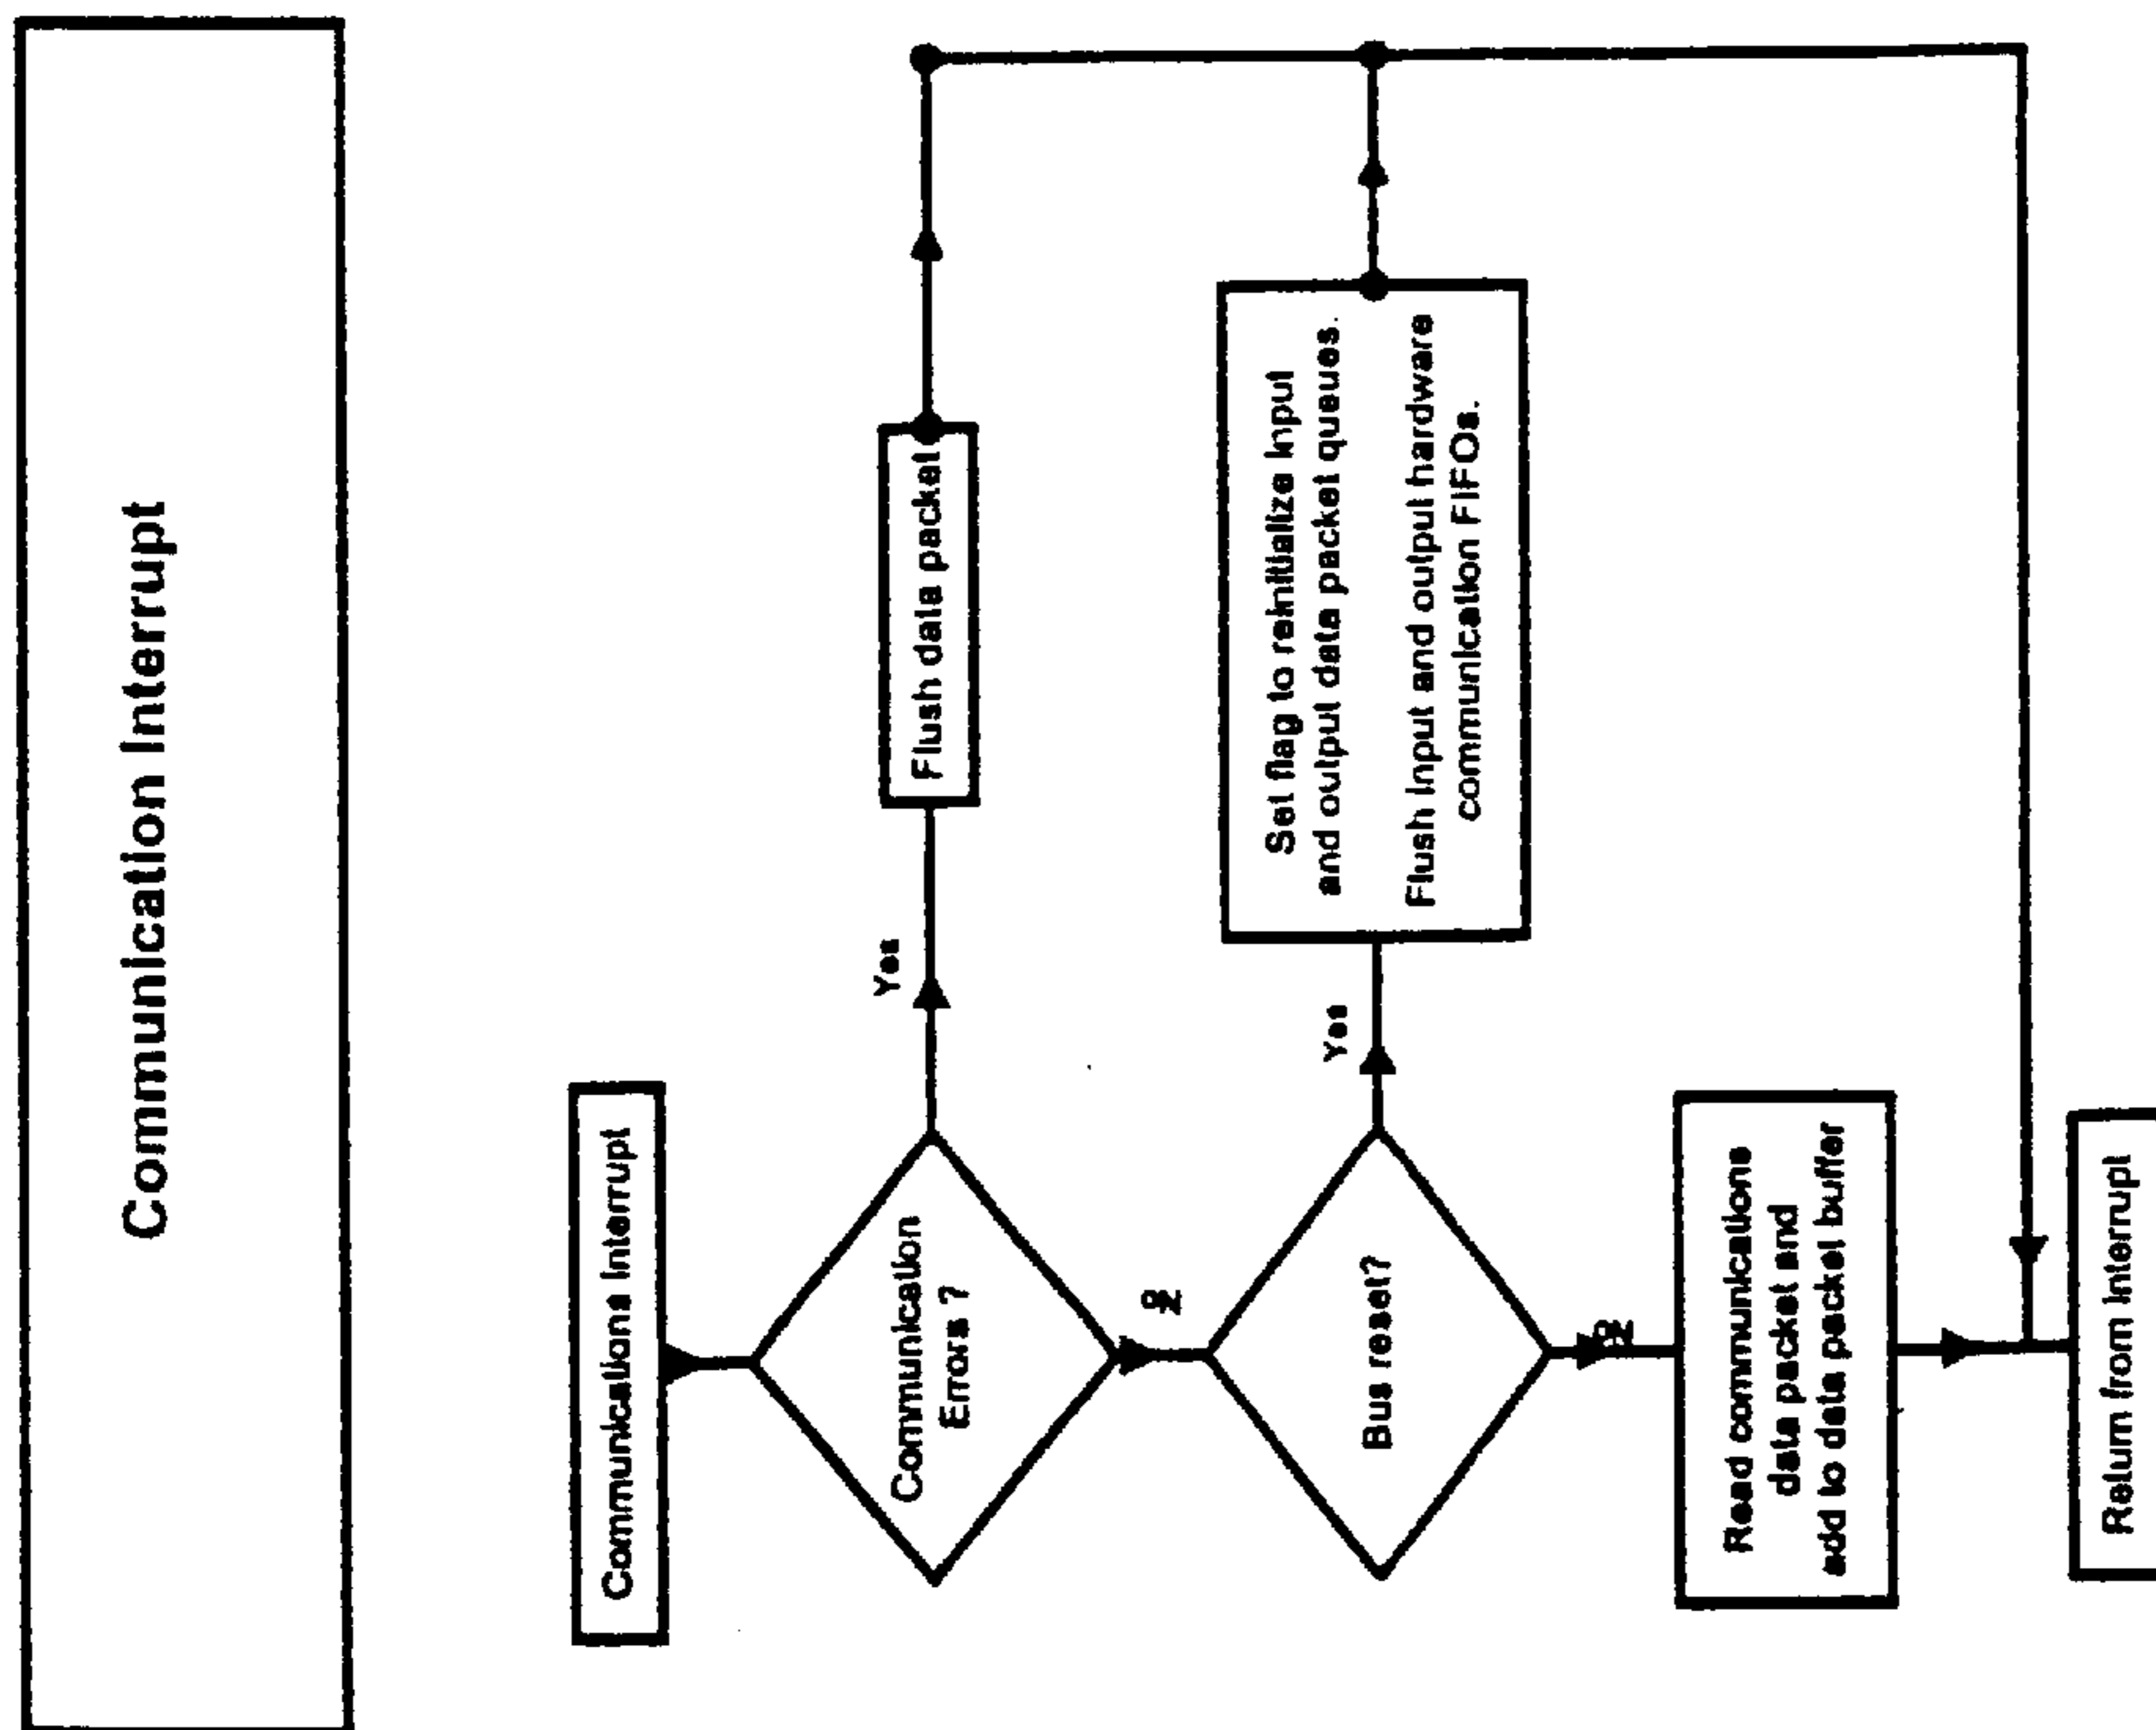 Communication Interrupt
Communications Interrupt
Communication
Errors ?
Yes
Flush data packet
No
Bus reset?
Yes
Set flag to reinitialize input
and output data packet queues.
Flush input and output hardware
communication FIFOs.
No
Read communications
data packet and
add to data packet buffer
Return from interrupt